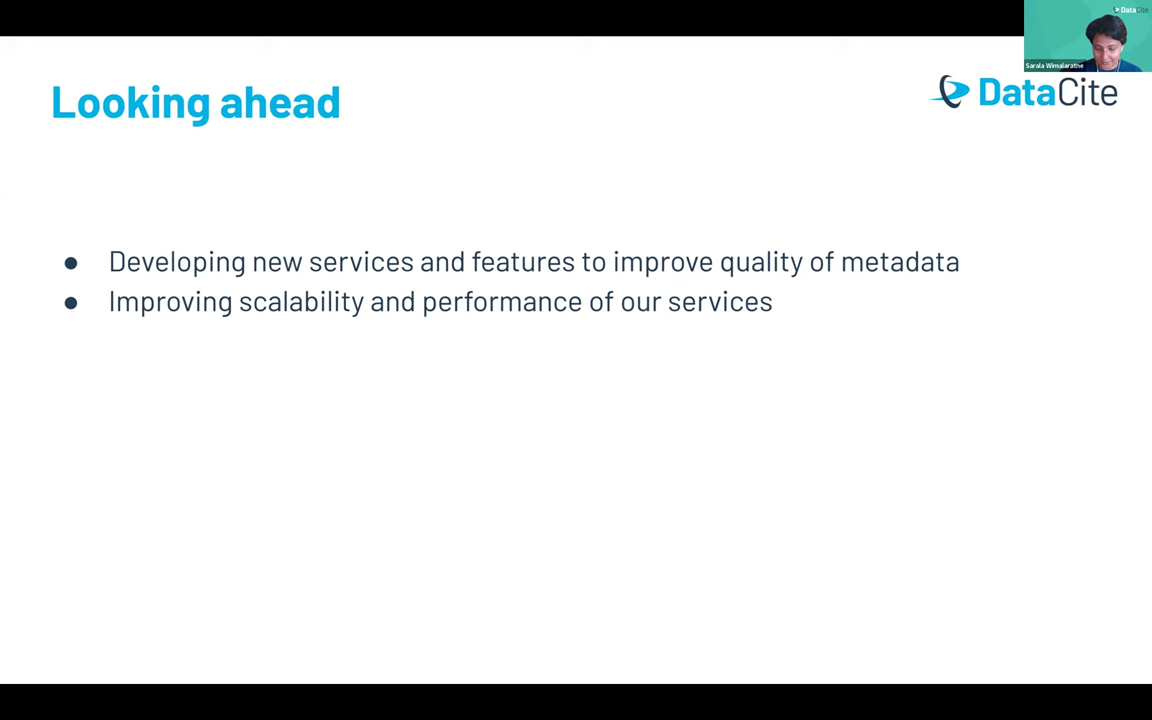 DataCite
Sarala Wimalaratne
Looking ahead
DataCite
● Developing new services and features to improve quality of metadata
● Improving scalability and performance of our services